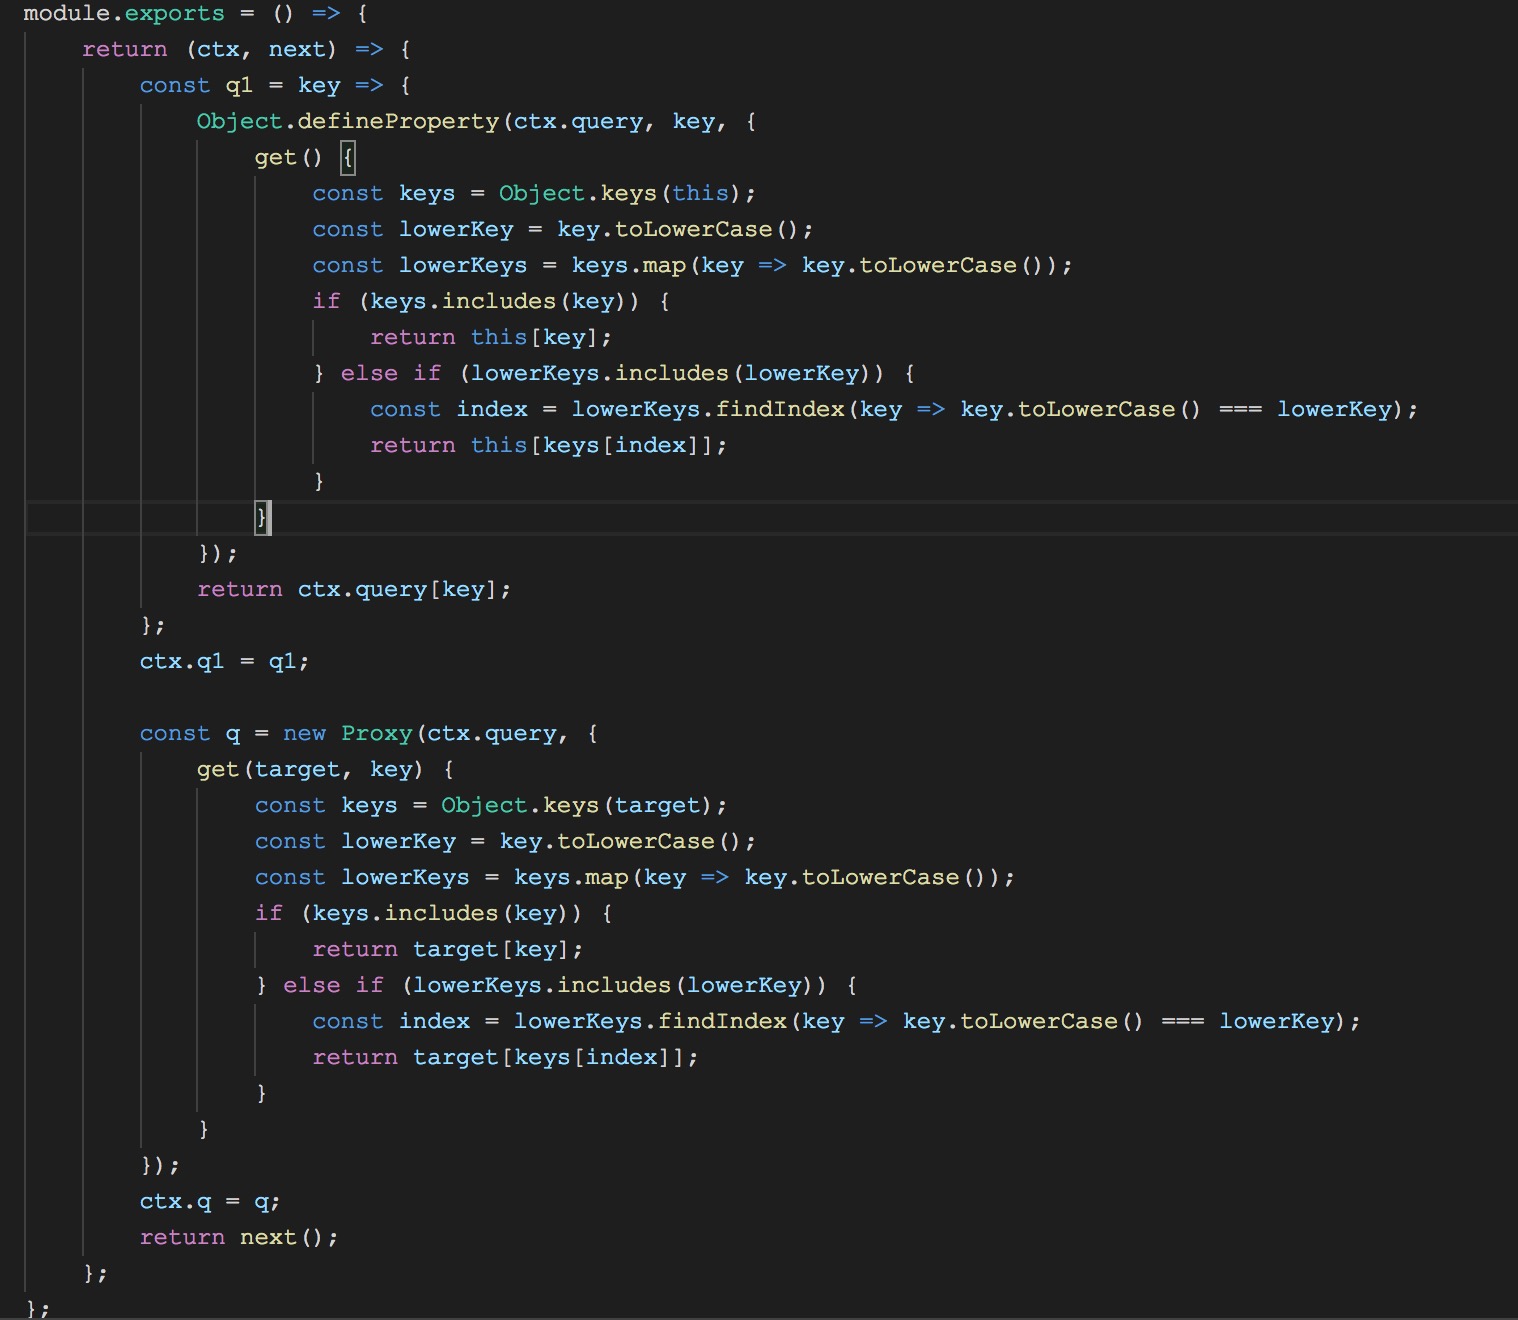 module.exports = () => {
    return (ctx, next) => {
        const q1 = key => {
            Object.defineProperty(ctx.query, key, {
                get() {
                    const keys = Object.keys(this);
                    const lowerKey = key.toLowerCase();
                    const lowerKeys = keys.map(key => key.toLowerCase());
                    if (keys.includes(key)) {
                        return this[key];
                    } else if (lowerKeys.includes(lowerKey)) {
                        const index = lowerKeys.findIndex(key => key.toLowerCase() === lowerKey);
                        return this[keys[index]];
                    }
                }
            });
            return ctx.query[key];
        };
        ctx.q1 = q1;

        const q = new Proxy(ctx.query, {
            get(target, key) {
                const keys = Object.keys(target);
                const lowerKey = key.toLowerCase();
                const lowerKeys = keys.map(key => key.toLowerCase());
                if (keys.includes(key)) {
                    return target[key];
                } else if (lowerKeys.includes(lowerKey)) {
                    const index = lowerKeys.findIndex(key => key.toLowerCase() === lowerKey);
                    return target[keys[index]];
                }
            }
        });
        ctx.q = q;
        return next();
    };
};